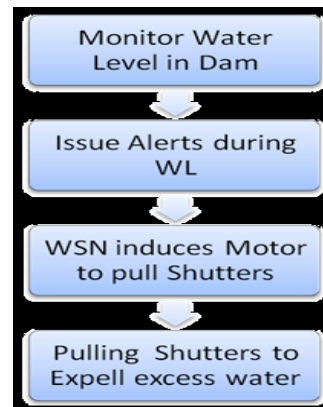 Monitor Water
Level in Dam
Issue Alerts during
WL
WSN induces Motor
to pull Shutters
Pulling Shutters to
Expell excess water